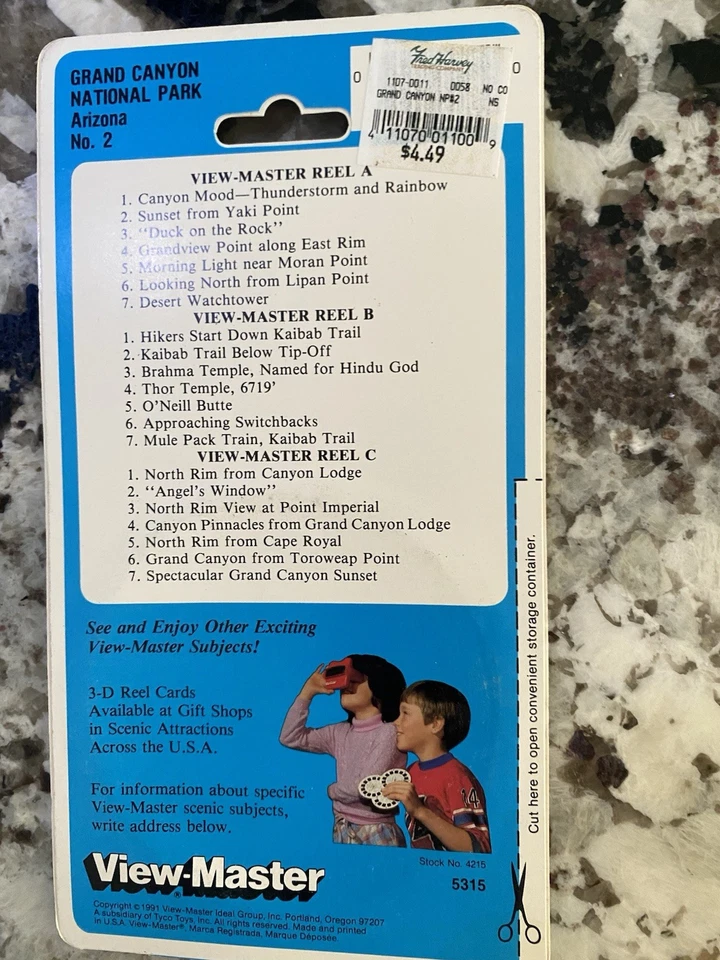 GRAND CANYON
NATIONAL PARK
Arizona
No. 2
0
0
Fred Harvey
TRADING COMPANY
1107-0011 0058 NO CO
GRAND CANYON NP#2 NS
4 11070 01100 9
$4.49
VIEW-MASTER REEL A
1. Canyon Mood—Thunderstorm and Rainbow
2. Sunset from Yaki Point
3. "Duck on the Rock"
4. Grandview Point along East Rim
5. Morning Light near Moran Point
6. Looking North from Lipan Point
7. Desert Watchtower
VIEW-MASTER REEL B
1. Hikers Start Down Kaibab Trail
2. Kaibab Trail Below Tip-Off
3. Brahma Temple, Named for Hindu God
4. Thor Temple, 6719'
5. O'Neill Butte
6. Approaching Switchbacks
7. Mule Pack Train, Kaibab Trail
VIEW-MASTER REEL C
1. North Rim from Canyon Lodge
2. "Angel's Window"
3. North Rim View at Point Imperial
4. Canyon Pinnacles from Grand Canyon Lodge
5. North Rim from Cape Royal
6. Grand Canyon from Toroweap Point
7. Spectacular Grand Canyon Sunset
See and Enjoy Other Exciting
View-Master Subjects!
3-D Reel Cards
Available at Gift Shops
in Scenic Attractions
Across the U.S.A.
For information about specific
View-Master scenic subjects,
write address below.
14
Stock No. 4215
5315
View-Master®
Copyright © 1991 View-Master Ideal Group, Inc. Portland, Oregon 97207
A subsidiary of Tyco Toys, Inc. All rights reserved. Made and printed
in U.S.A. View-Master®, Marca Registrada, Marque Déposée.
Cut here to open convenient storage container.